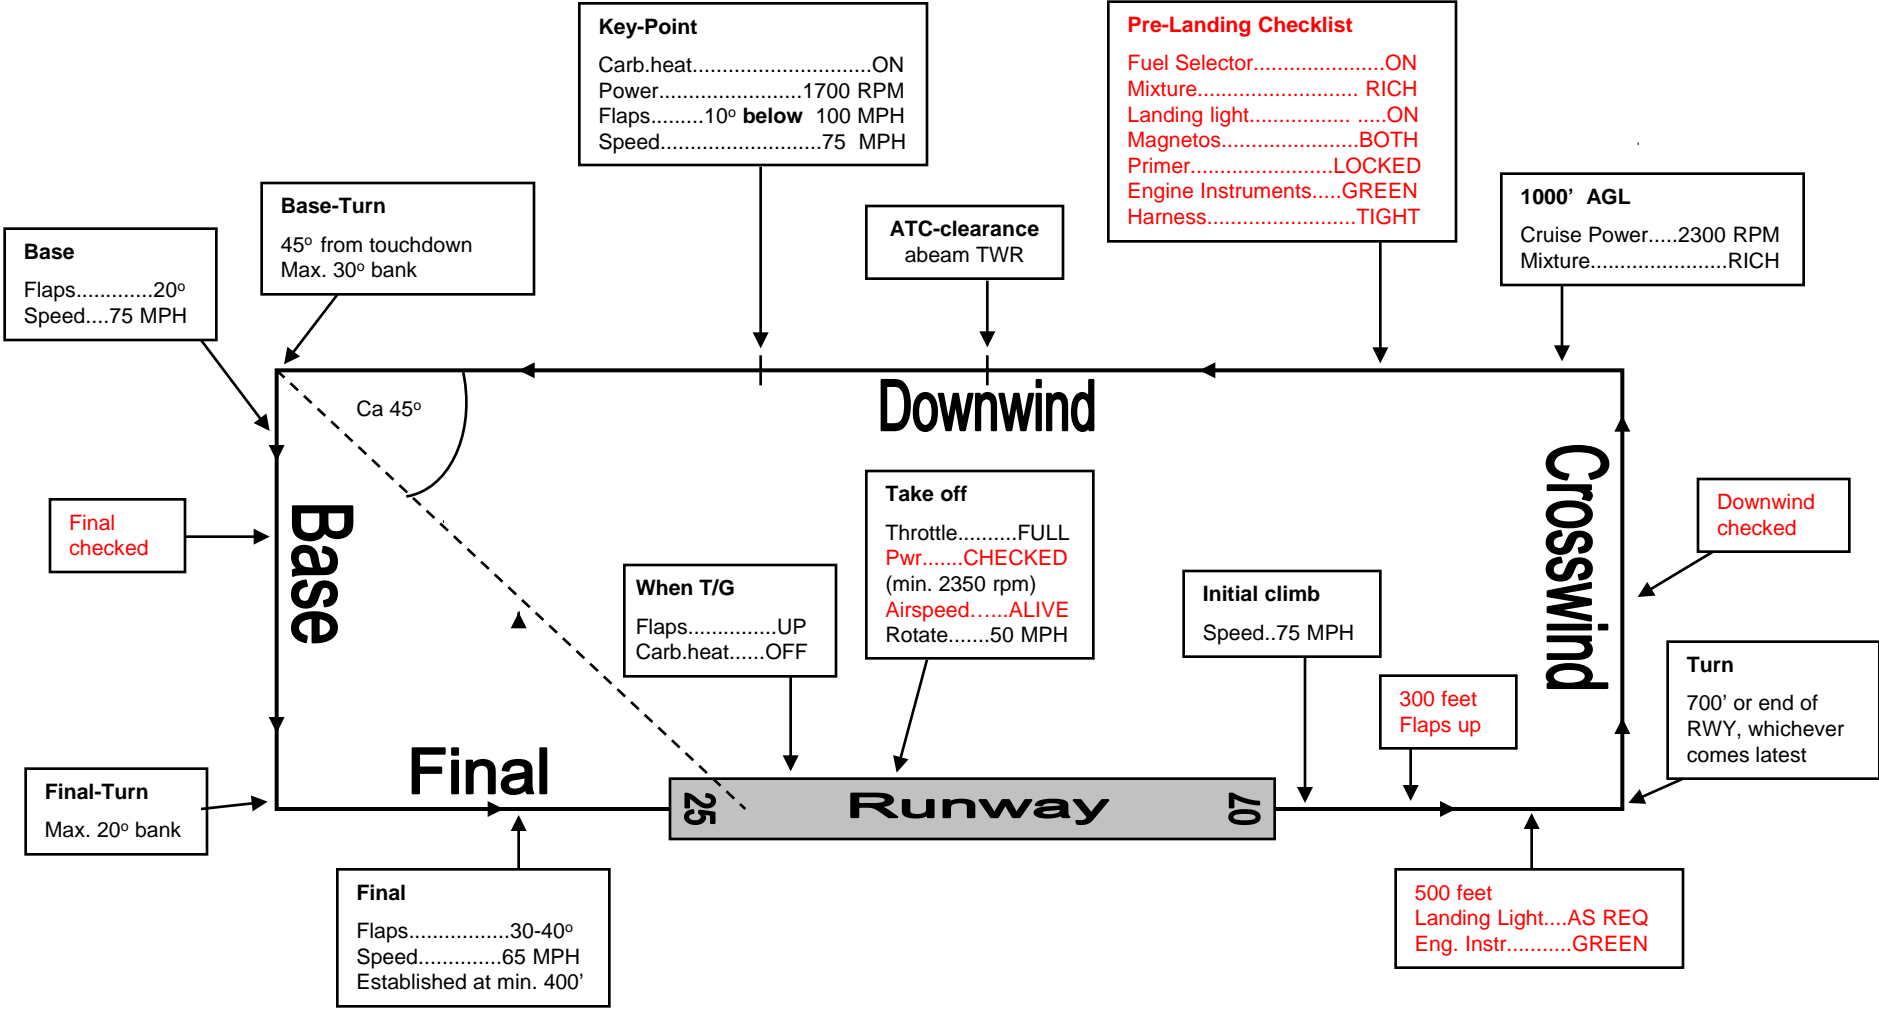 Key-Point
Carb.heat..............................ON
Power........................1700 RPM
Flaps.........10º below 100 MPH
Speed...........................75 MPH
Pre-Landing Checklist
Fuel Selector......................ON
Mixture........................... RICH
Landing light................. .....ON
Magnetos.......................BOTH
Primer........................LOCKED
Engine Instruments.....GREEN
Harness.........................TIGHT
1000’ AGL
Cruise Power.....2300 RPM
Mixture.......................RICH
ATC-clearance
abeam TWR
Base-Turn
45º from touchdown
Max. 30º bank
Base
Flaps.............20º
Speed....75 MPH
Ca 45º
Downwind
Crosswind
Base
Final
checked
Downwind
checked
Take off
Throttle..........FULL
Pwr.......CHECKED
(min. 2350 rpm)
Airspeed…...ALIVE
Rotate.......50 MPH
When T/G
Flaps...............UP
Carb.heat......OFF
Initial climb
Speed..75 MPH
300 feet
Flaps up
Turn
700’ or end of
RWY, whichever
comes latest
Final-Turn
Max. 20º bank
Final
25
Runway
07
Final
Flaps.................30-40º
Speed..............65 MPH
Established at min. 400’
500 feet
Landing Light....AS REQ
Eng. Instr...........GREEN